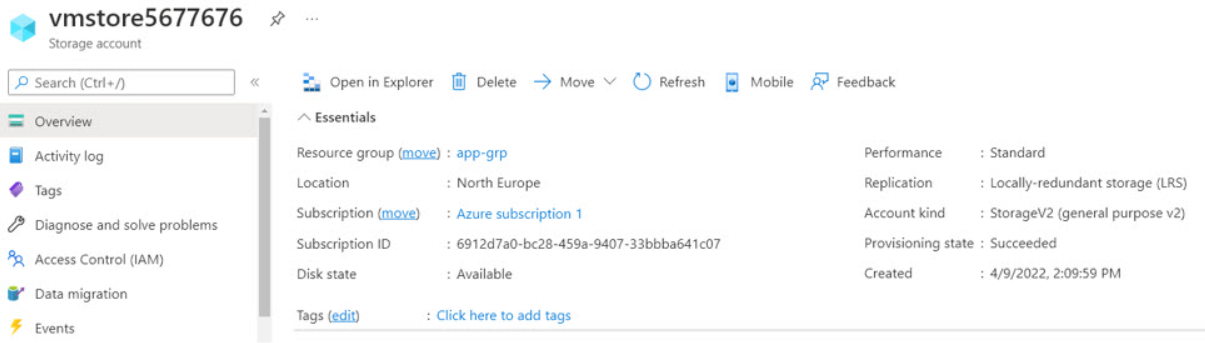 vmstore5677676 ...
Storage account
Search (Ctrl+/) «
Open in Explorer Delete Move Refresh Mobile Feedback
Overview
Activity log
Tags
Diagnose and solve problems
Access Control (IAM)
Data migration
Events
Essentials
Resource group (move) : app-grp
Location : North Europe
Subscription (move) : Azure subscription 1
Subscription ID : 6912d7a0-bc28-459a-9407-33bbba641c07
Disk state : Available
Performance : Standard
Replication : Locally-redundant storage (LRS)
Account kind : StorageV2 (general purpose v2)
Provisioning state : Succeeded
Created : 4/9/2022, 2:09:59 PM
Tags (edit) : Click here to add tags